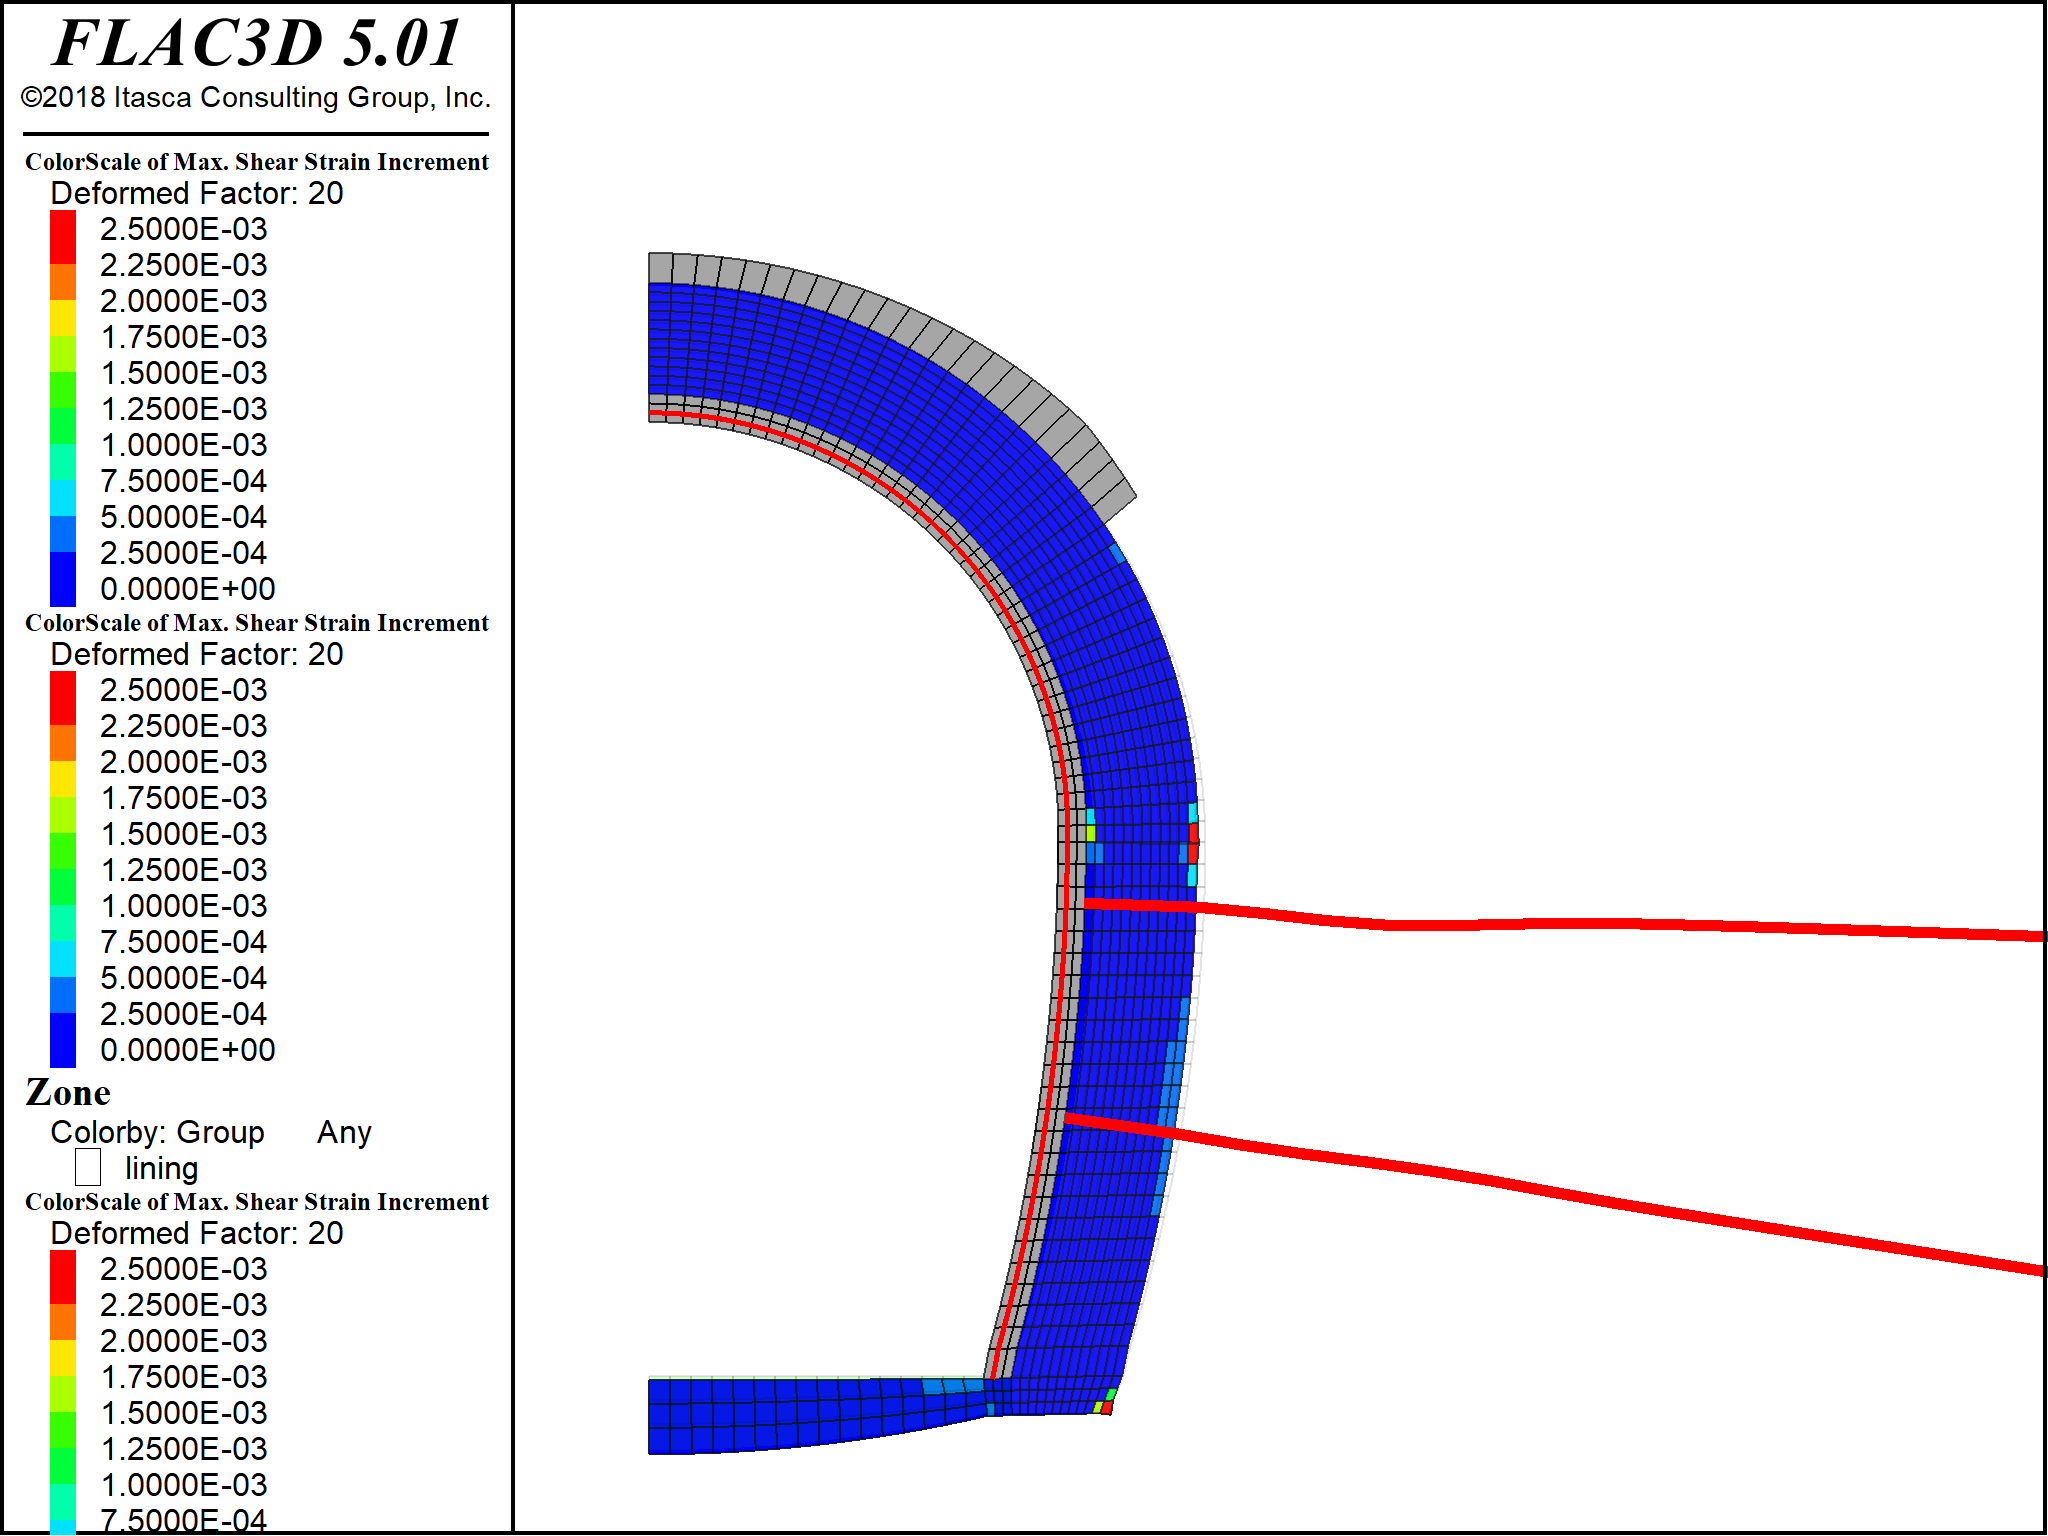 FLAC3D 5.01
©2018 Itasca Consulting Group, Inc.
ColorScale of Max. Shear Strain Increment
Deformed Factor: 20
2.5000E-03
2.2500E-03
2.0000E-03
1.7500E-03
1.5000E-03
1.2500E-03
1.0000E-03
7.5000E-04
5.0000E-04
2.5000E-04
0.0000E+00
ColorScale of Max. Shear Strain Increment
Deformed Factor: 20
2.5000E-03
2.2500E-03
2.0000E-03
1.7500E-03
1.5000E-03
1.2500E-03
1.0000E-03
7.5000E-04
5.0000E-04
2.5000E-04
0.0000E+00
Zone
Colorby: Group Any
lining
ColorScale of Max. Shear Strain Increment
Deformed Factor: 20
2.5000E-03
2.2500E-03
2.0000E-03
1.7500E-03
1.5000E-03
1.2500E-03
1.0000E-03
7.5000E-04